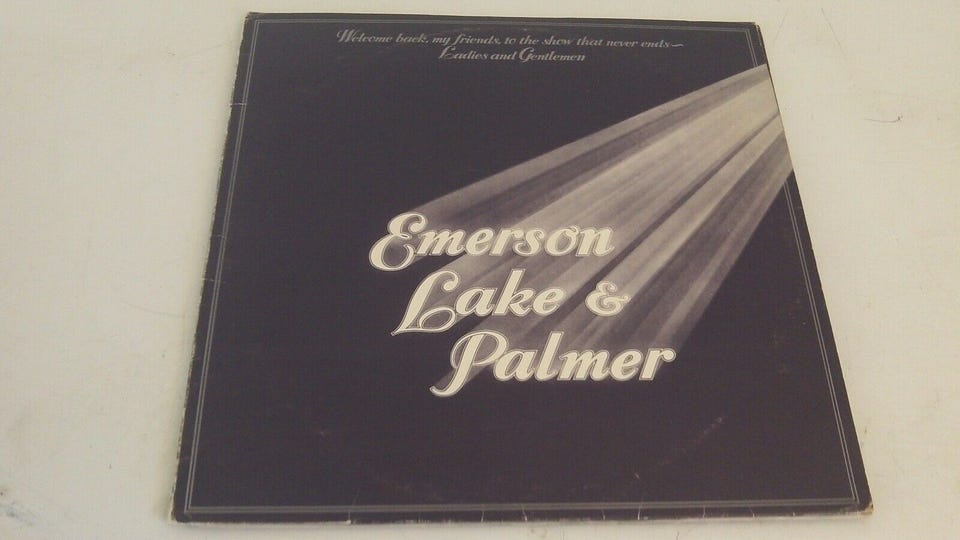 Welcome back, my friends, to the show that never ends~
Ladies and Gentlemen
Emerson
Lake &
Palmer